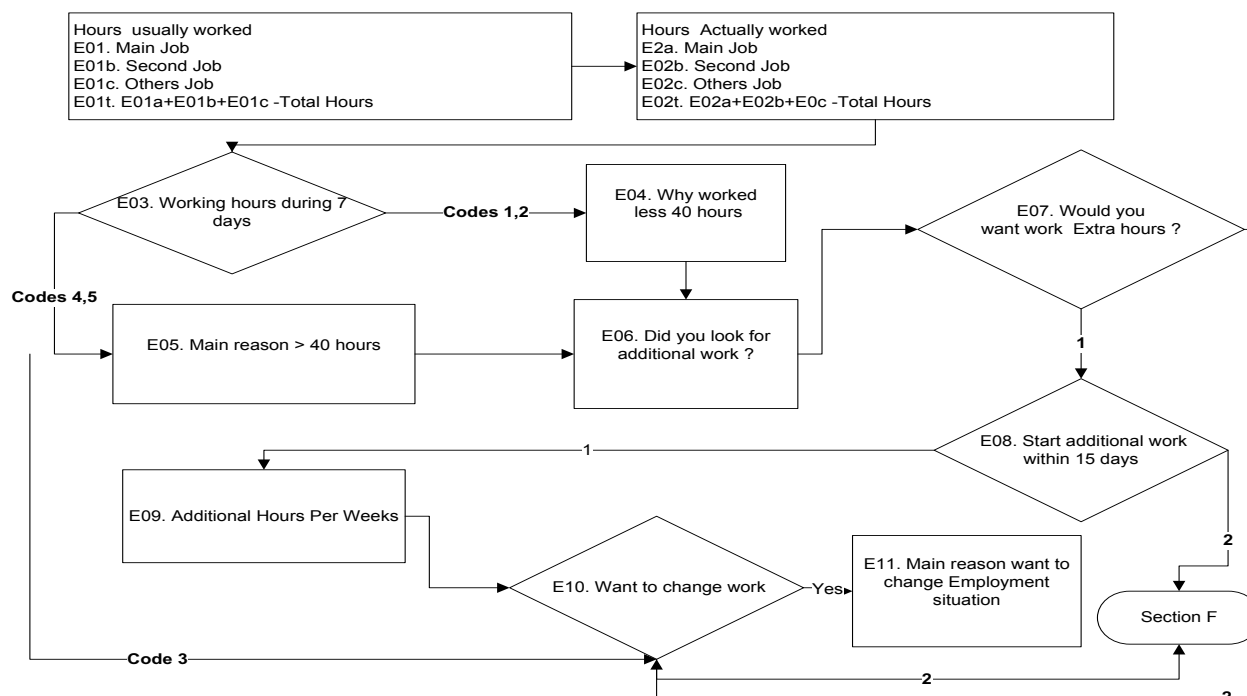 Hours usually worked
E01. Main Job
E01b. Second Job
E01c. Others Job
E01t. E01a+E01b+E01c -Total Hours
Hours Actually worked
E2a. Main Job
E02b. Second Job
E02c. Others Job
E02t. E02a+E02b+E0c -Total Hours
E03. Working hours during 7
days
Codes 1,2
E04. Why worked
less 40 hours
E07. Would you
want work Extra hours ?
Codes 4,5
E05. Main reason > 40 hours
E06. Did you look for
additional work ?
1
E08. Start additional work
within 15 days
1
E09. Additional Hours Per Weeks
2
E10. Want to change work
Yes
E11. Main reason want to
change Employment
situation
Section F
Code 3
2
2